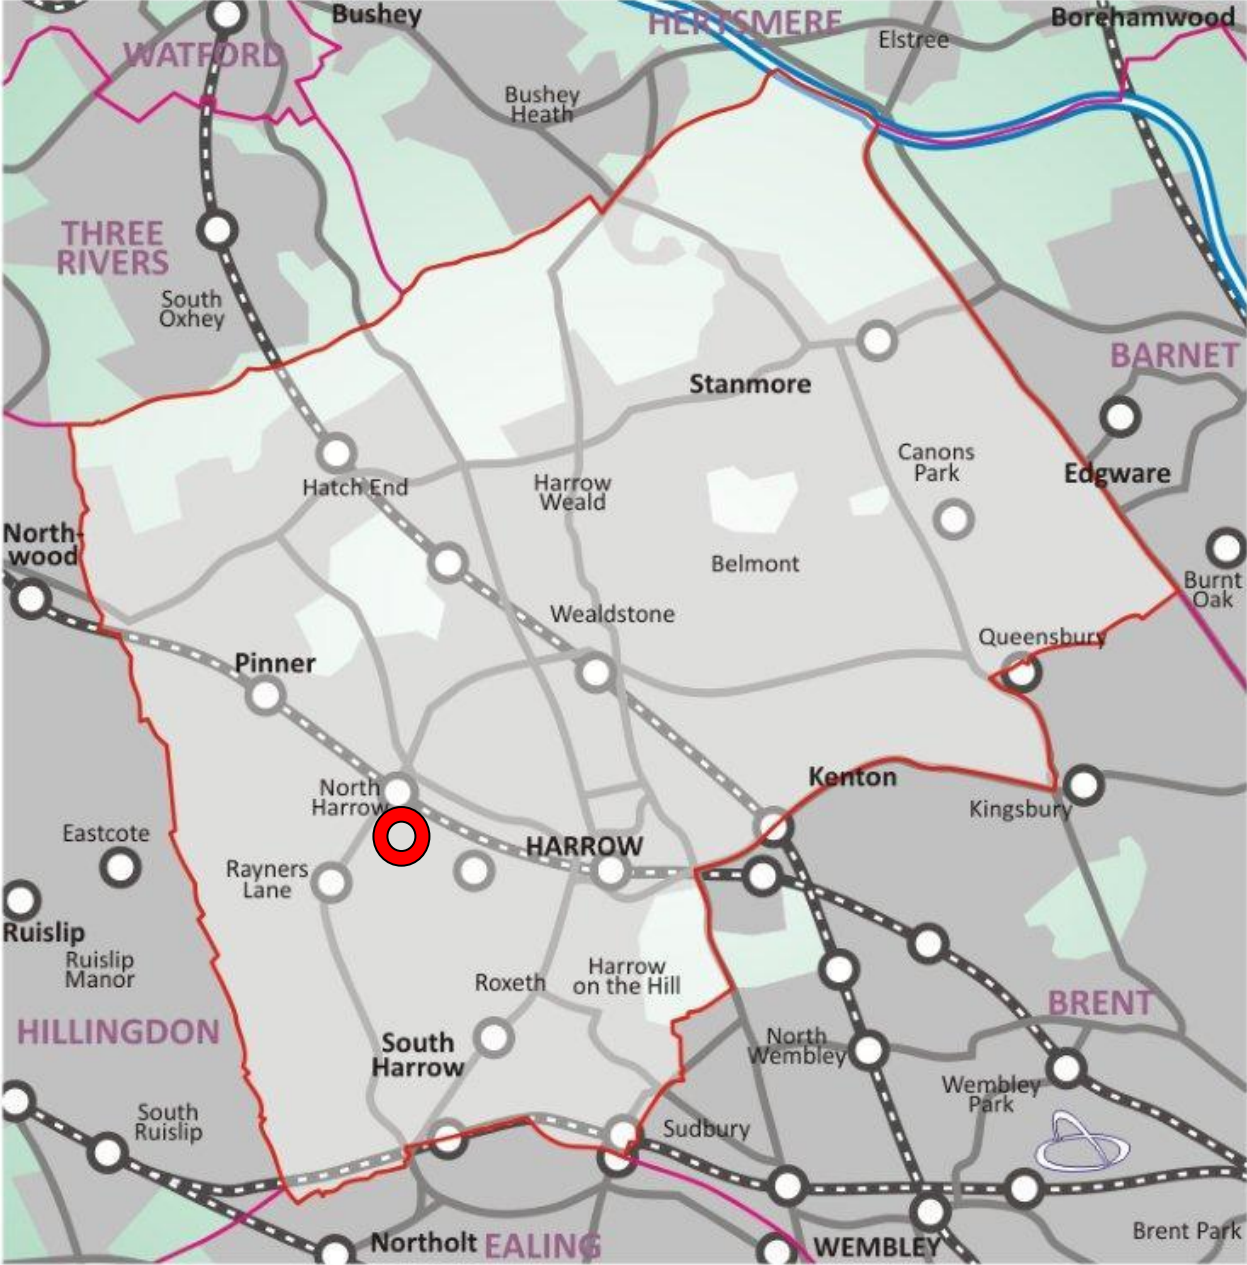 Bushey
HERTSMERE
Borehamwood
Elstree
WATFORD
Bushey
Heath
THREE
RIVERS
South
Oxhey
BARNET
Stanmore
Canons
Park
Edgware
Hatch End
Harrow
Weald
North-
wood
Belmont
Burnt
Oak
Wealdstone
Queensbury
Pinner
North
Harrow
Kenton
Kingsbury
Eastcote
HARROW
Rayners
Lane
Ruislip
Ruislip
Manor
Roxeth
Harrow
on the Hill
BRENT
HILLINGDON
South
Harrow
North
Wembley
Wembley
Park
South
Ruislip
Sudbury
Brent Park
Northolt
EALING
WEMBLEY